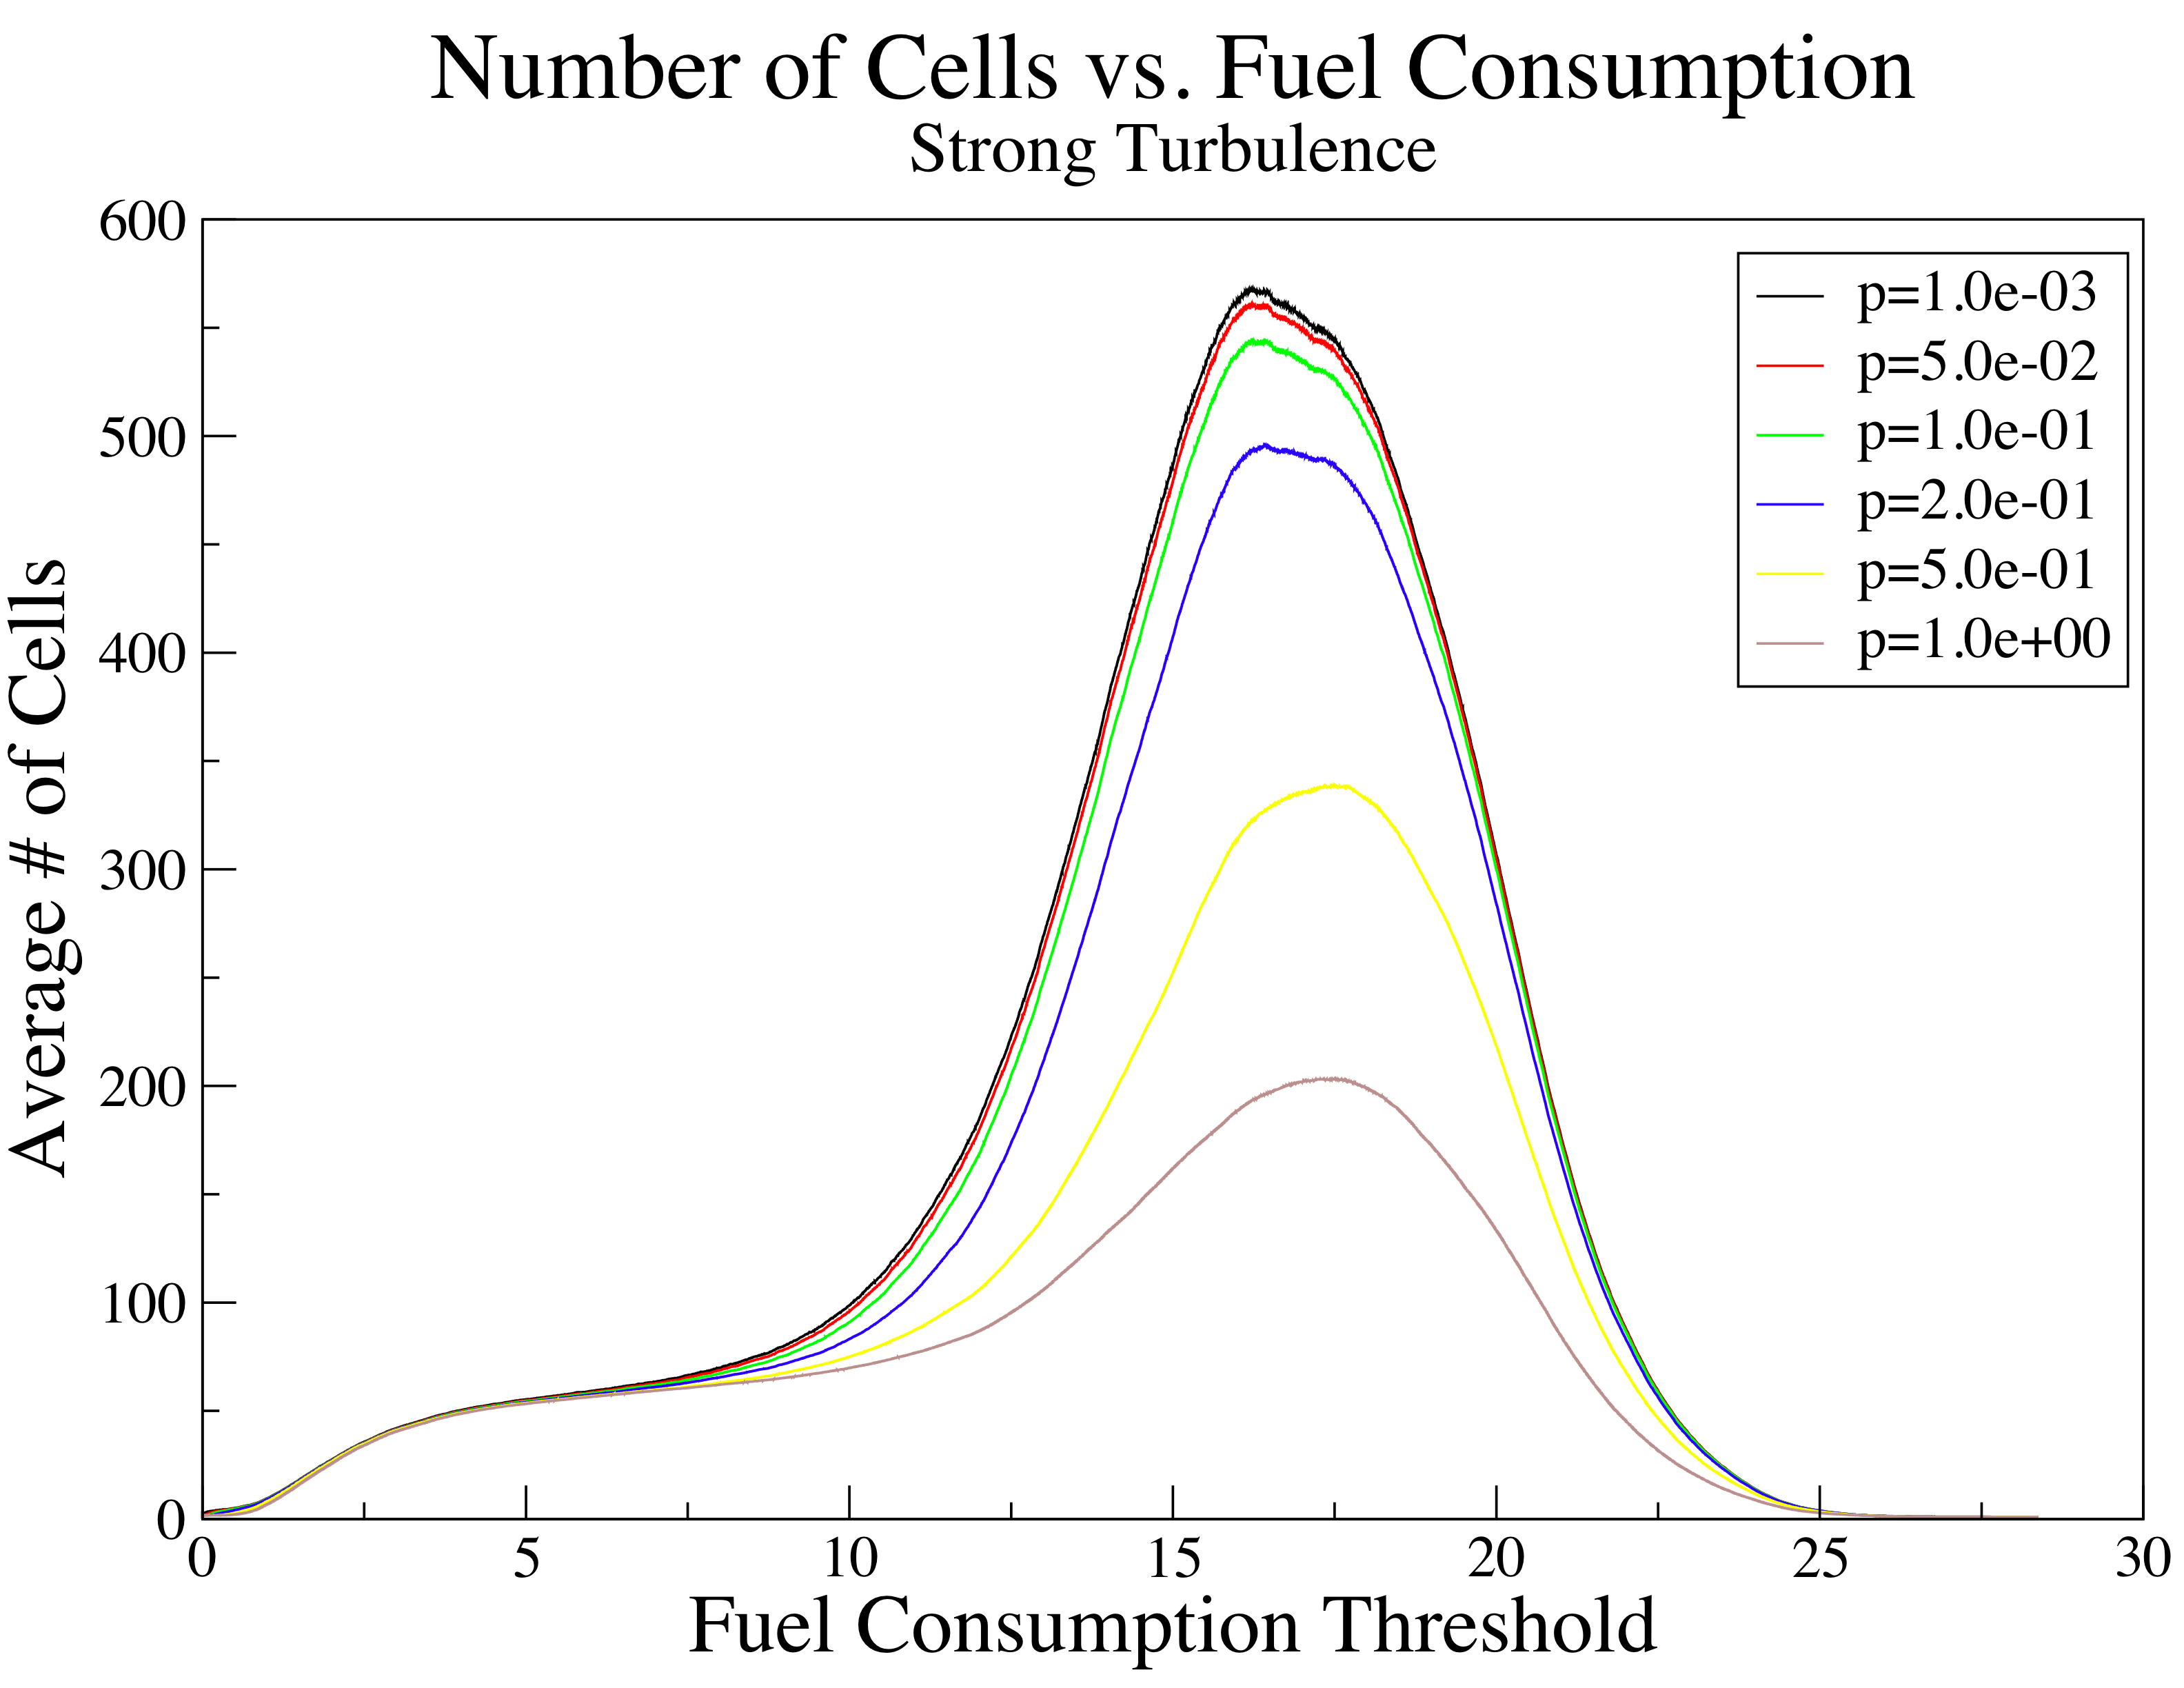 Number of Cells vs. Fuel Consumption
Strong Turbulence
600
500
400
300
200
100
0
Average # of Cells
p=1.0e-03
p=5.0e-02
p=1.0e-01
p=2.0e-01
p=5.0e-01
p=1.0e+00
0 5 10 15 20 25 30
Fuel Consumption Threshold